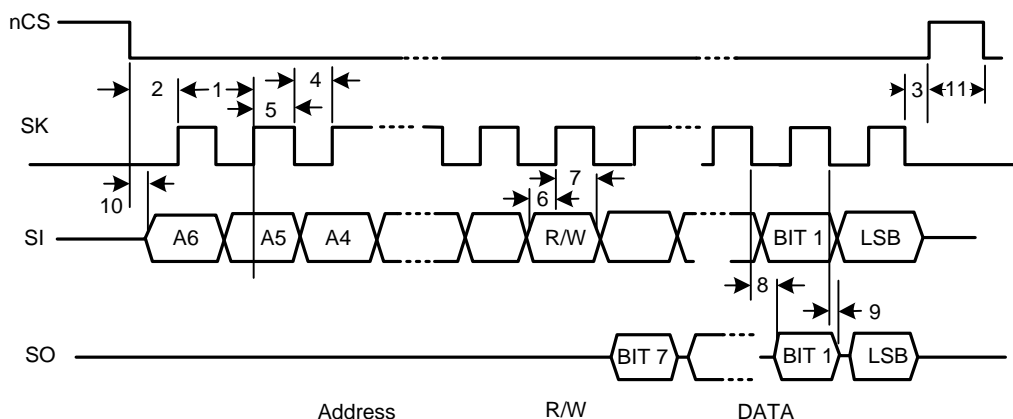 nCS
2 1 4 3 11
5
SK
7
10 6
SI A6 A5 A4 R/W BIT 1 LSB
8 9
SO BIT 7 BIT 1 LSB
Address R/W DATA